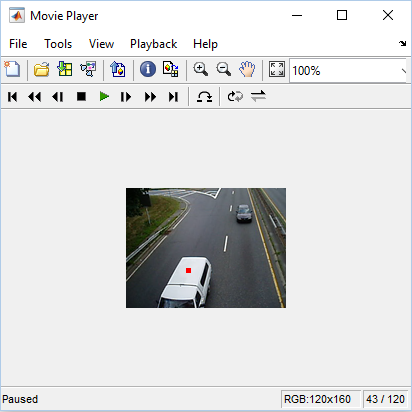 Movie Player
File Tools View Playback Help
100%
Paused RGB:120x160 43 / 120